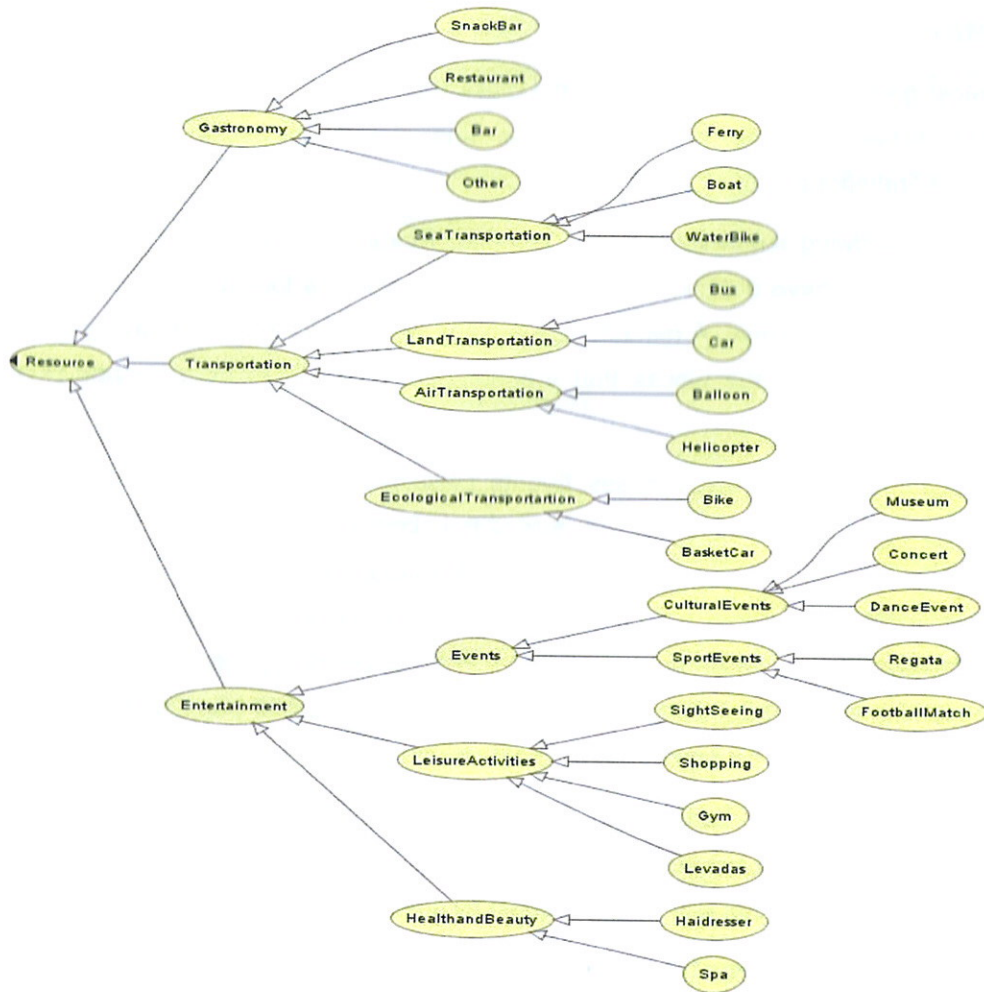 SnackBar
Restaurant
Gastronomy
Bar
Other
Ferry
Boat
SeaTransportation
WaterBike
Bus
LandTransportation
Car
Resource
Transportation
AirTransportation
Balloon
Helicopter
EcologicalTransportartion
Bike
BasketCar
Museum
Concert
CulturalEvents
DanceEvent
Events
SportEvents
Regata
Entertainment
SightSeeing
FootballMatch
LeisureActivities
Shopping
Gym
Levadas
HealthandBeauty
Haidresser
Spa